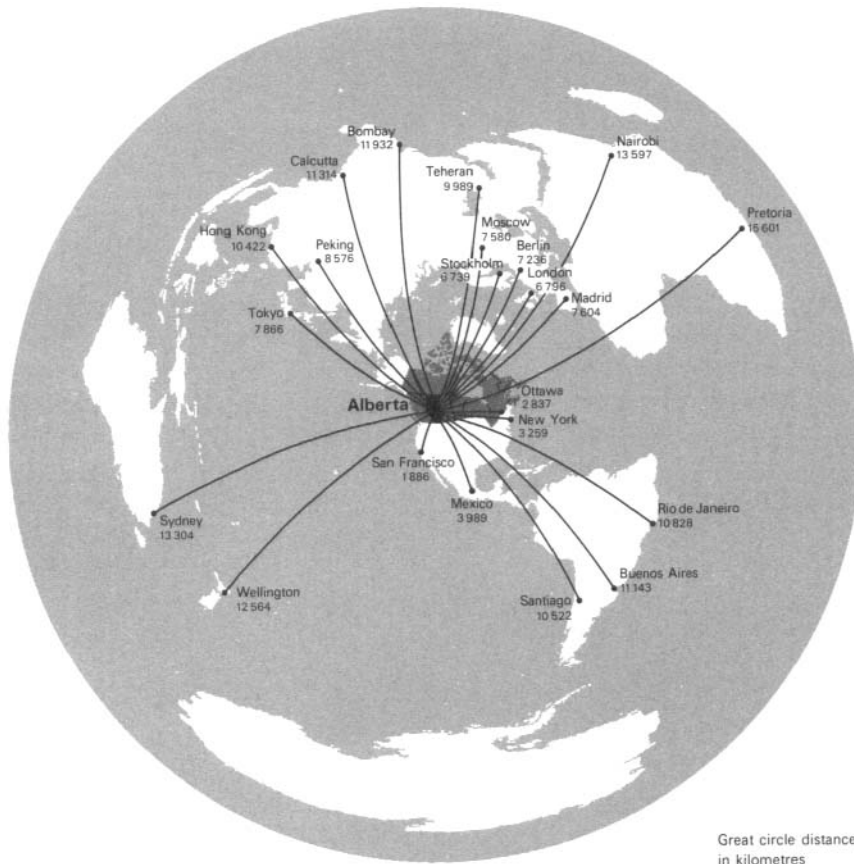 Bombay
11 932
Calcutta
11 314
Teheran
9 989
Nairobi
13 597
Pretoria
16 601
Moscow
7 580
Hong Kong
10 422
Peking
8 576
Berlin
7 236
Stockholm
6 739
London
6 796
Madrid
7 604
Tokyo
7 866
Alberta
Ottawa
2 837
New York
3 259
San Francisco
1 886
Mexico
3 989
Sydney
13 304
Rio de Janeiro
10 828
Wellington
12 564
Buenos Aires
11 143
Santiago
10 522
Great circle distance
in kilometres